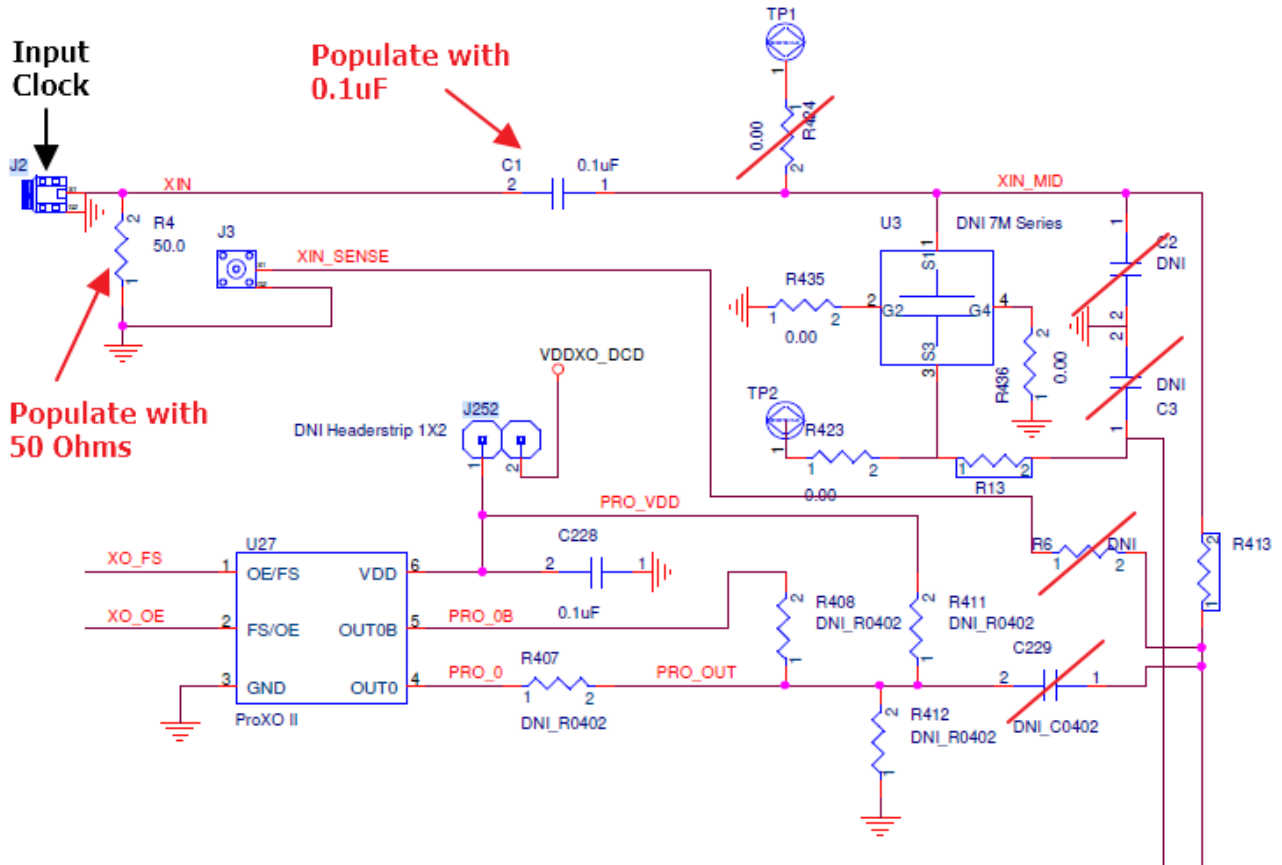 TP1
Input
Clock
Populate with
0.1uF
1
0.00
1
R424
2
J2
XIN
C1
0.1uF
2
1
XIN_MID
2
R4
50.0
1
J3
XIN_SENSE
U3
DNI 7M Series
1
S1
C2
DNI
1
2
R435
1
2
0.00
2
G2
G4
4
S3
3
2
R436
1
0.00
2
DNI
C3
1
Populate with
50 Ohms
VDDXO_DCD
J252
DNI Headerstrip 1X2
1
2
TP2
1
R423
1
2
0.00
1
2
R13
PRO_VDD
R6
DNI
1
2
2
R413
1
U27
XO_FS
1
OE/FS
VDD
6
C228
2
1
0.1uF
XO_OE
2
FS/OE
OUT0B
5
PRO_0B
2
R408
DNI_R0402
1
2
R411
DNI_R0402
1
3
GND
OUT0
4
PRO_0
R407
1
2
DNI_R0402
PRO_OUT
C229
2
1
DNI_C0402
ProXO II
2
R412
DNI_R0402
1